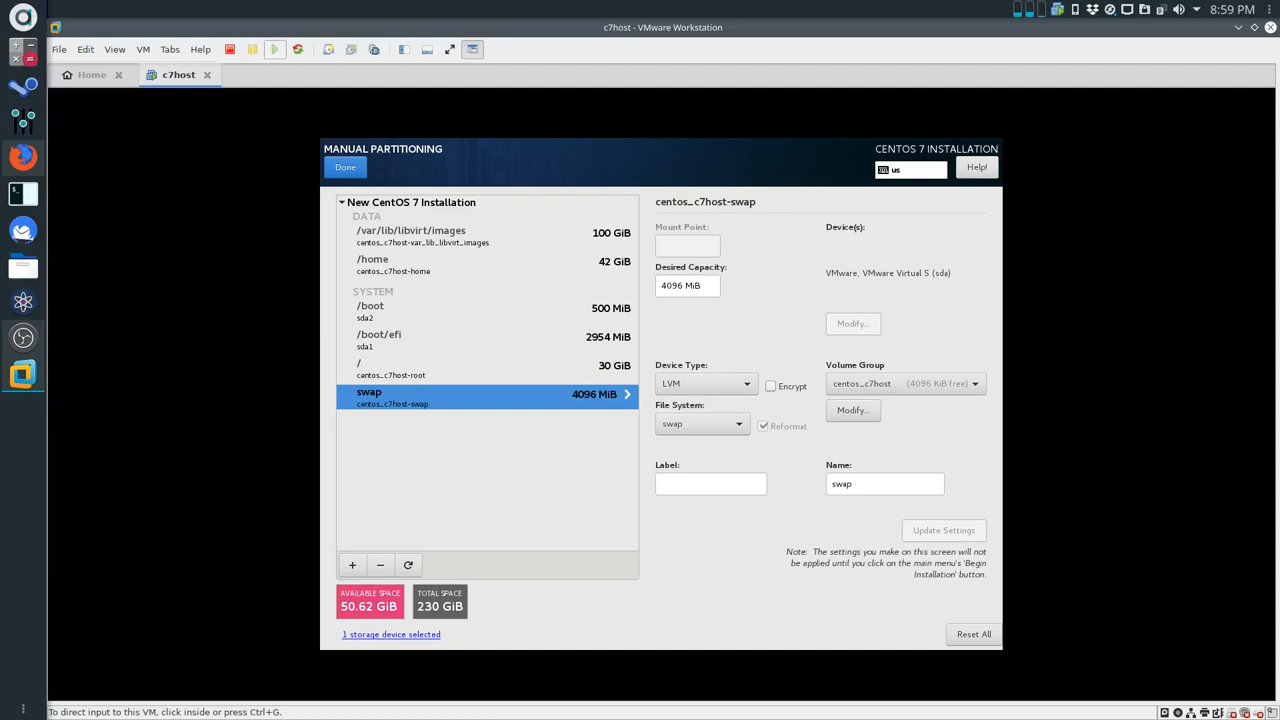 8:59 PM
c7host - VMware Workstation
File Edit View VM Tabs Help
Home c7host
MANUAL PARTITIONING
Done
CENTOS 7 INSTALLATION
us
Help!
New CentOS 7 Installation
DATA
/var/lib/libvirt/images
centos_c7host-var_lib_libvirt_images
100 GiB
/home
centos_c7host-home
42 GiB
SYSTEM
/boot
sda2
500 MiB
/boot/efi
sda1
2954 MiB
/
centos_c7host-root
30 GiB
swap
centos_c7host-swap
4096 MiB
+ −
AVAILABLE SPACE
50.62 GiB
TOTAL SPACE
230 GiB
1 storage device selected
centos_c7host-swap
Mount Point:
Desired Capacity:
4096 MiB
Device(s):
VMware, VMware Virtual S (sda)
Modify...
Device Type:
LVM
Encrypt
File System:
swap
Reformat
Volume Group
centos_c7host (4096 KiB free)
Modify...
Label:
Name:
swap
Update Settings
Note: The settings you make on this screen will not
be applied until you click on the main menu's 'Begin
Installation' button.
Reset All
To direct input to this VM, click inside or press Ctrl+G.